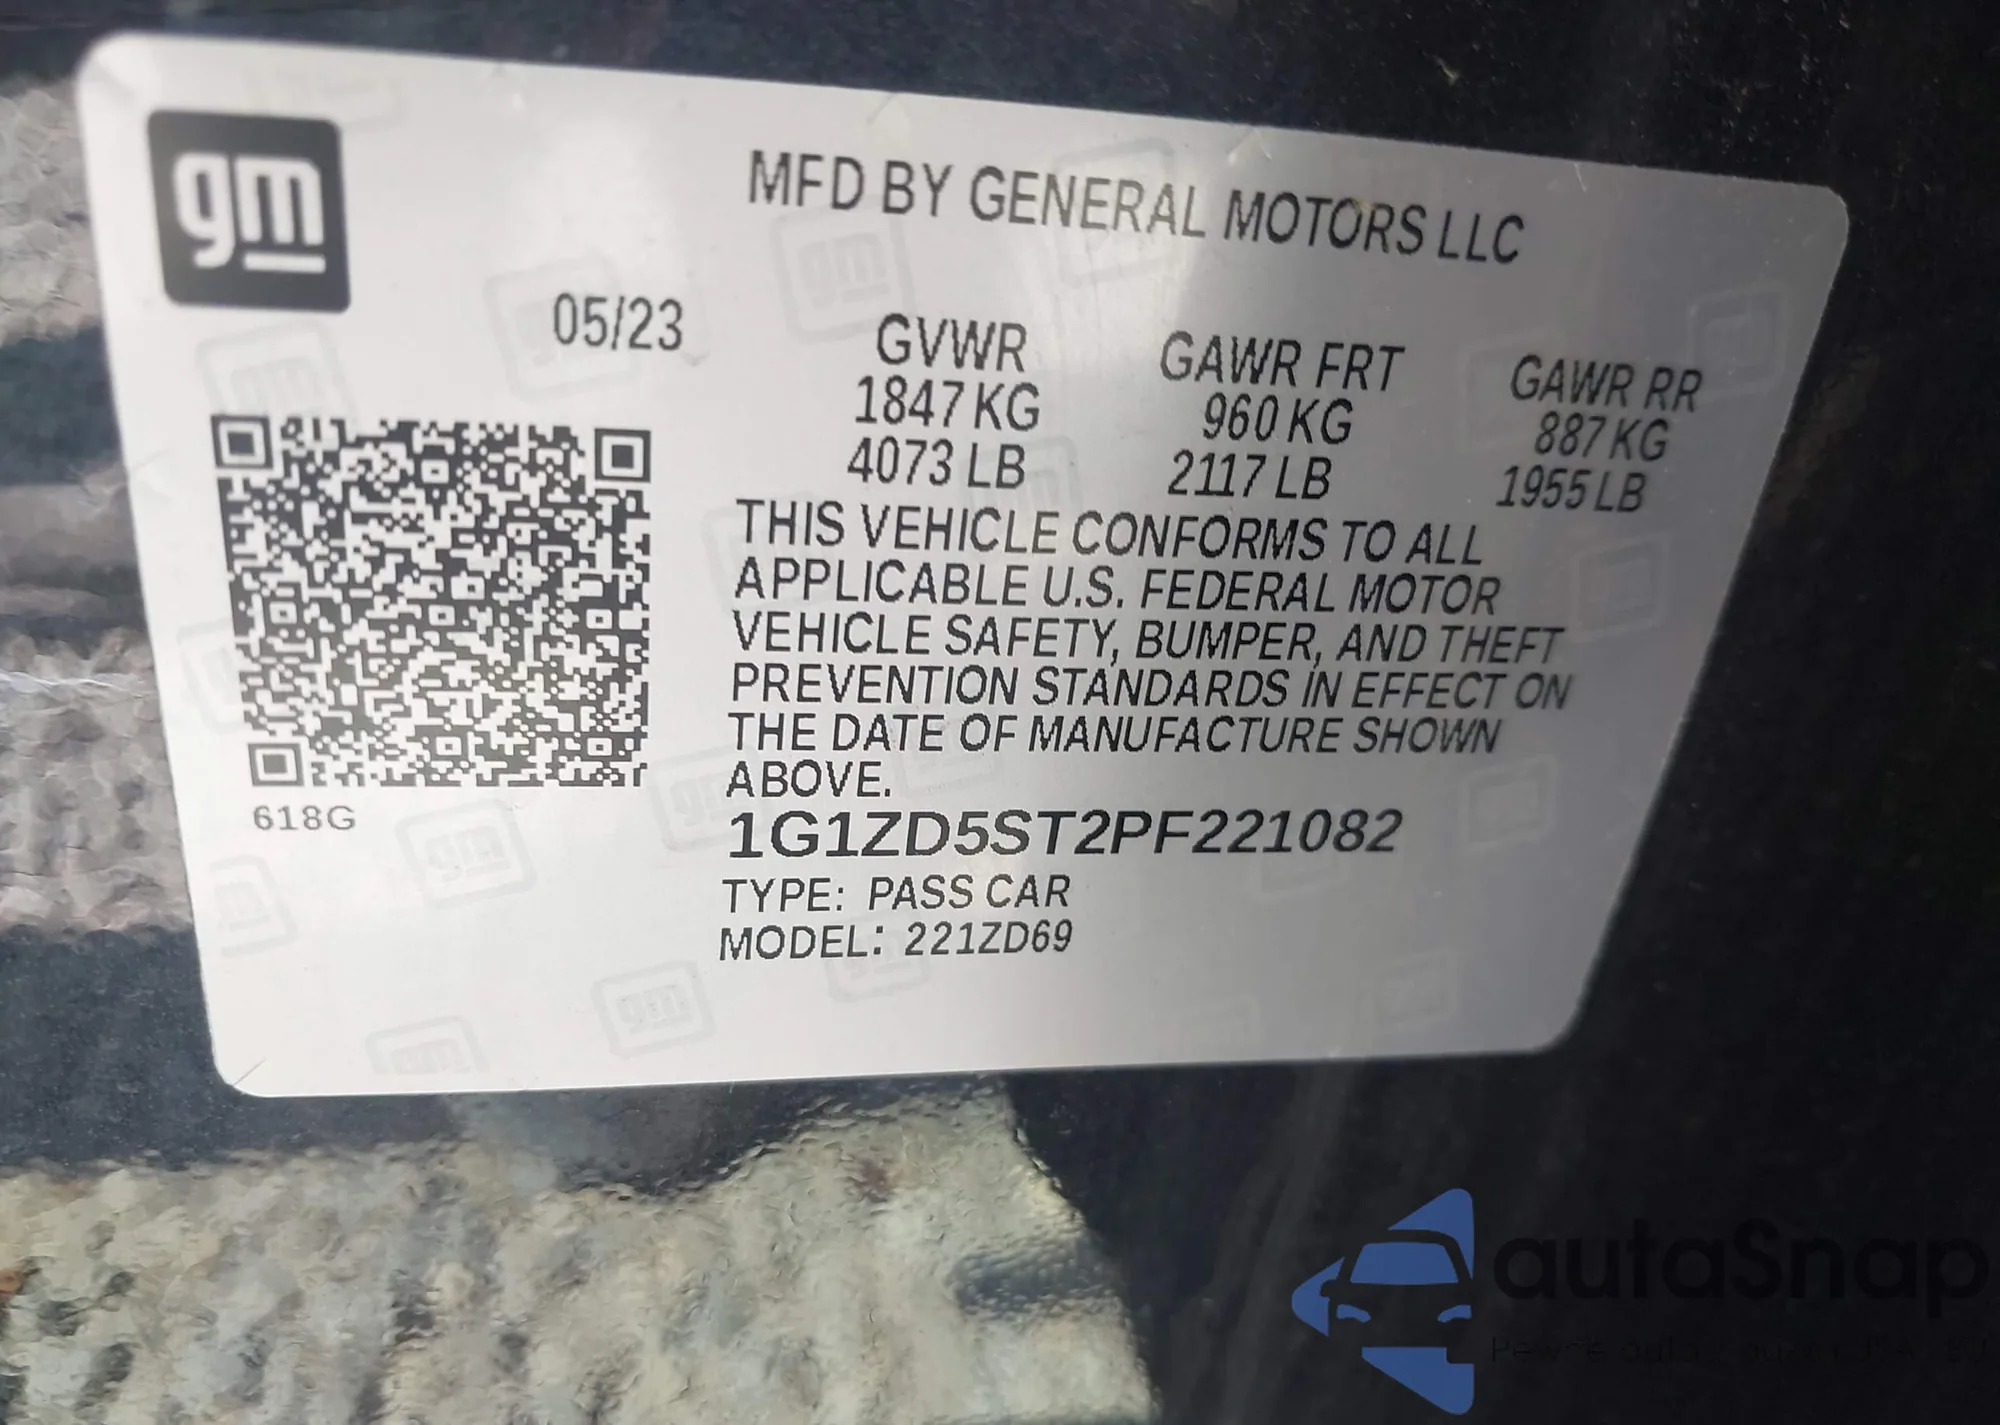 gm
MFD BY GENERAL MOTORS LLC
05/23
GVWR GAWR FRT GAWR RR
1847 KG 960 KG 887 KG
4073 LB 2117 LB 1955 LB
THIS VEHICLE CONFORMS TO ALL
APPLICABLE U.S. FEDERAL MOTOR
VEHICLE SAFETY, BUMPER, AND THEFT
PREVENTION STANDARDS IN EFFECT ON
THE DATE OF MANUFACTURE SHOWN
ABOVE.
618G
1G1ZD5ST2PF221082
TYPE: PASS CAR
MODEL: 221ZD69
autaSnap
auta